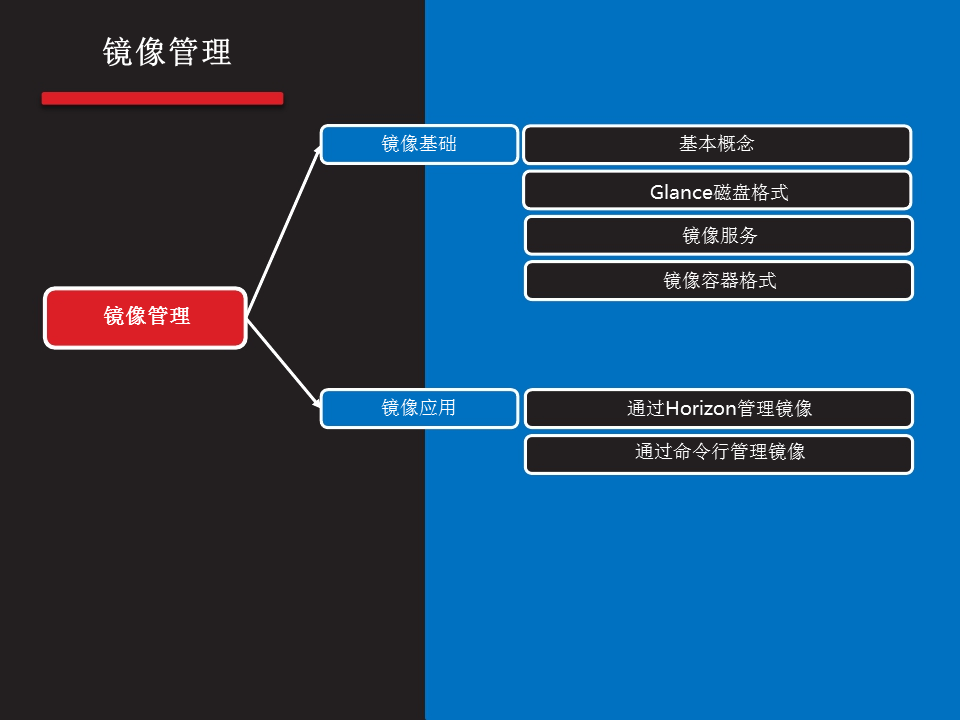 镜像管理
镜像基础
基本概念
Glance磁盘格式
镜像服务
镜像容器格式
镜像管理
镜像应用
通过Horizon管理镜像
通过命令行管理镜像